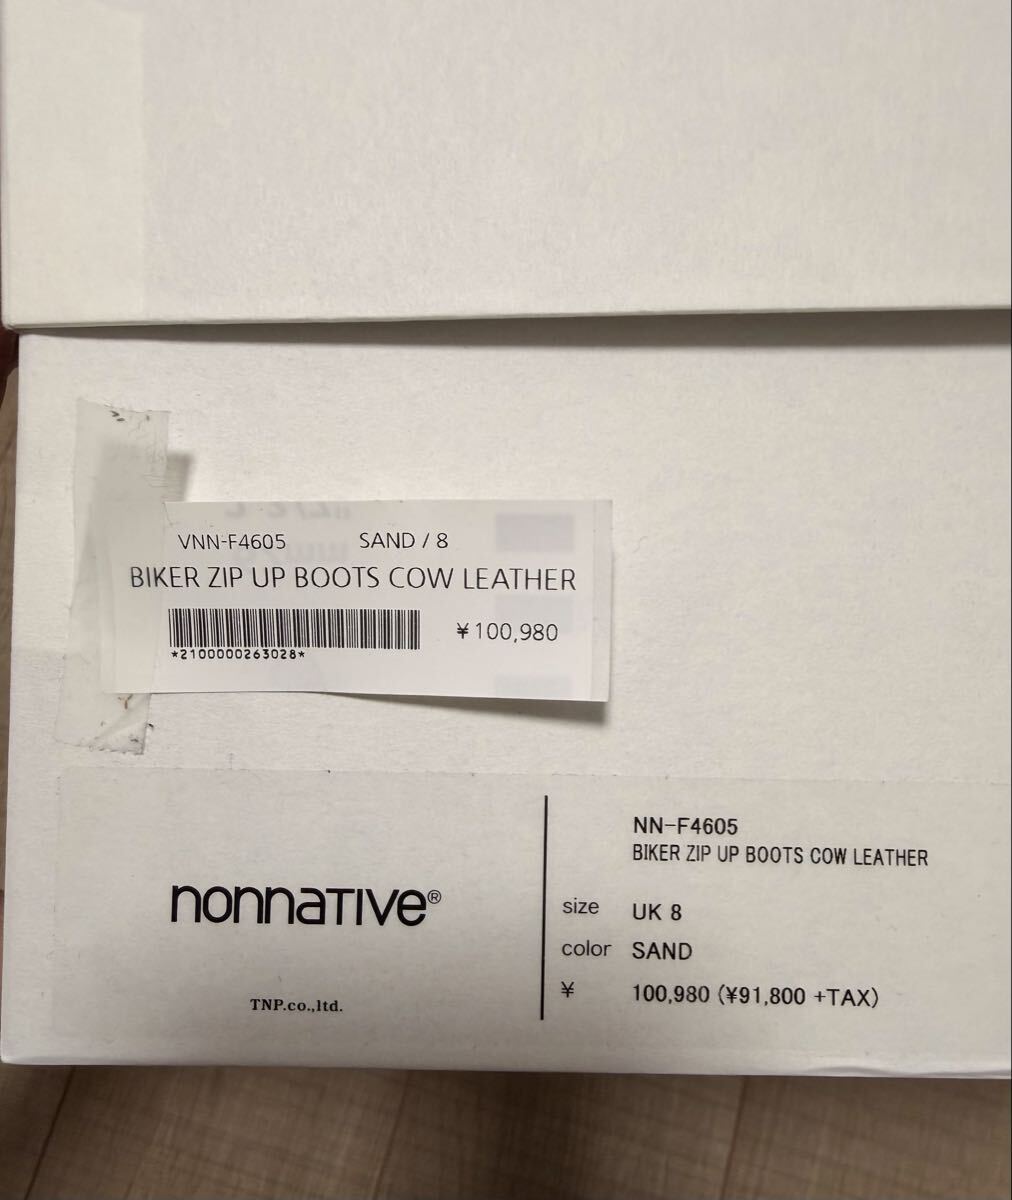 VNN-F4605 SAND / 8
BIKER ZIP UP BOOTS COW LEATHER
¥100,980
*2100000263028*
nonnative®
TNP.co.,ltd.
NN-F4605
BIKER ZIP UP BOOTS COW LEATHER
size UK 8
color SAND
¥ 100,980 (¥91,800 +TAX)